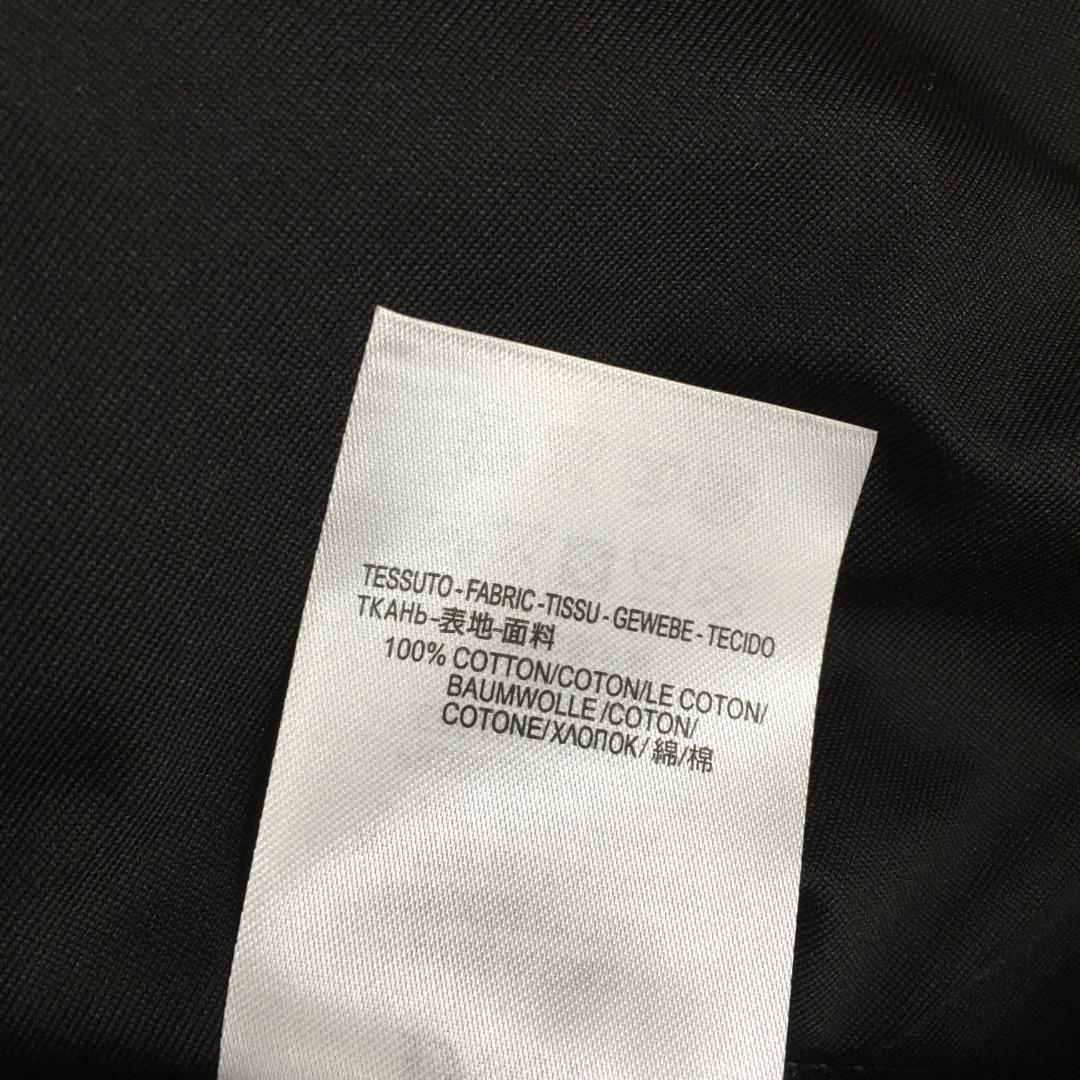 TESSUTO - FABRIC - TISSU - GEWEBE - TECIDO
ТКАНЬ-表地-面料
100% COTTON/COTON/LE COTON/
BAUMWOLLE /COTON/
COTONE/ХЛОПОК/ 綿/棉